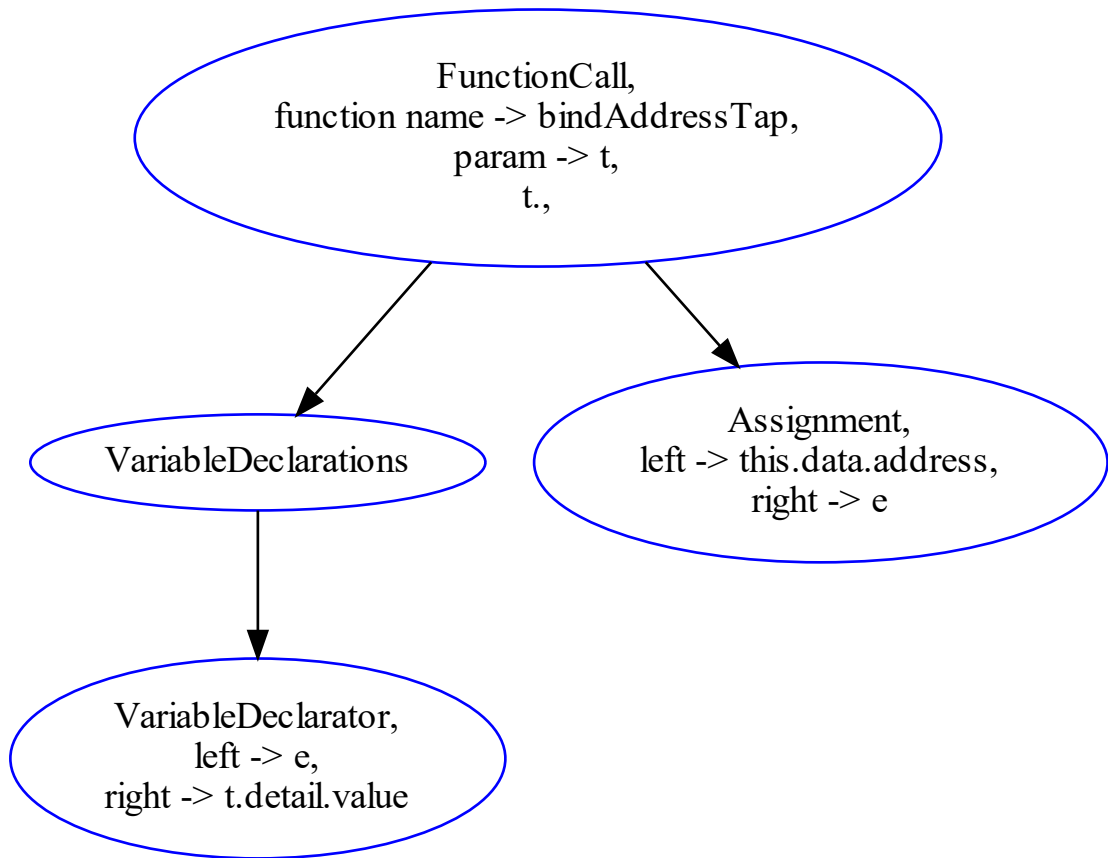 FunctionCall,
function name -> bindAddressTap,
param -> t,
t.,
VariableDeclarations
Assignment,
left -> this.data.address,
right -> e
VariableDeclarator,
left -> e,
right -> t.detail.value